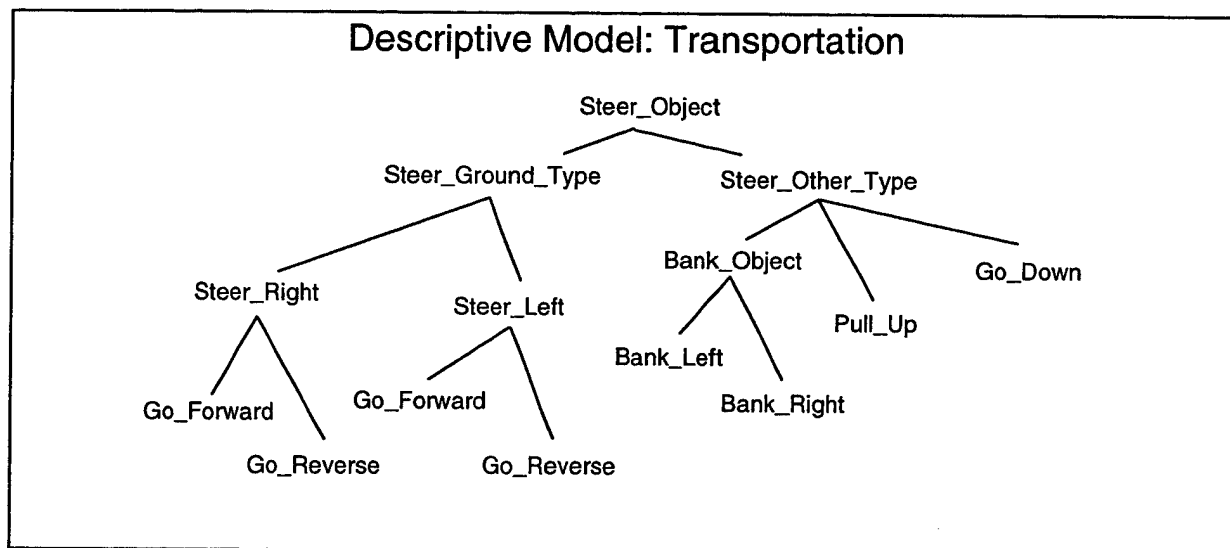 Descriptive Model: Transportation
Steer_Object
Steer_Ground_Type
Steer_Other_Type
Bank_Object
Go_Down
Steer_Right
Steer_Left
Pull_Up
Bank_Left
Go_Forward
Go_Forward
Bank_Right
Go_Reverse
Go_Reverse